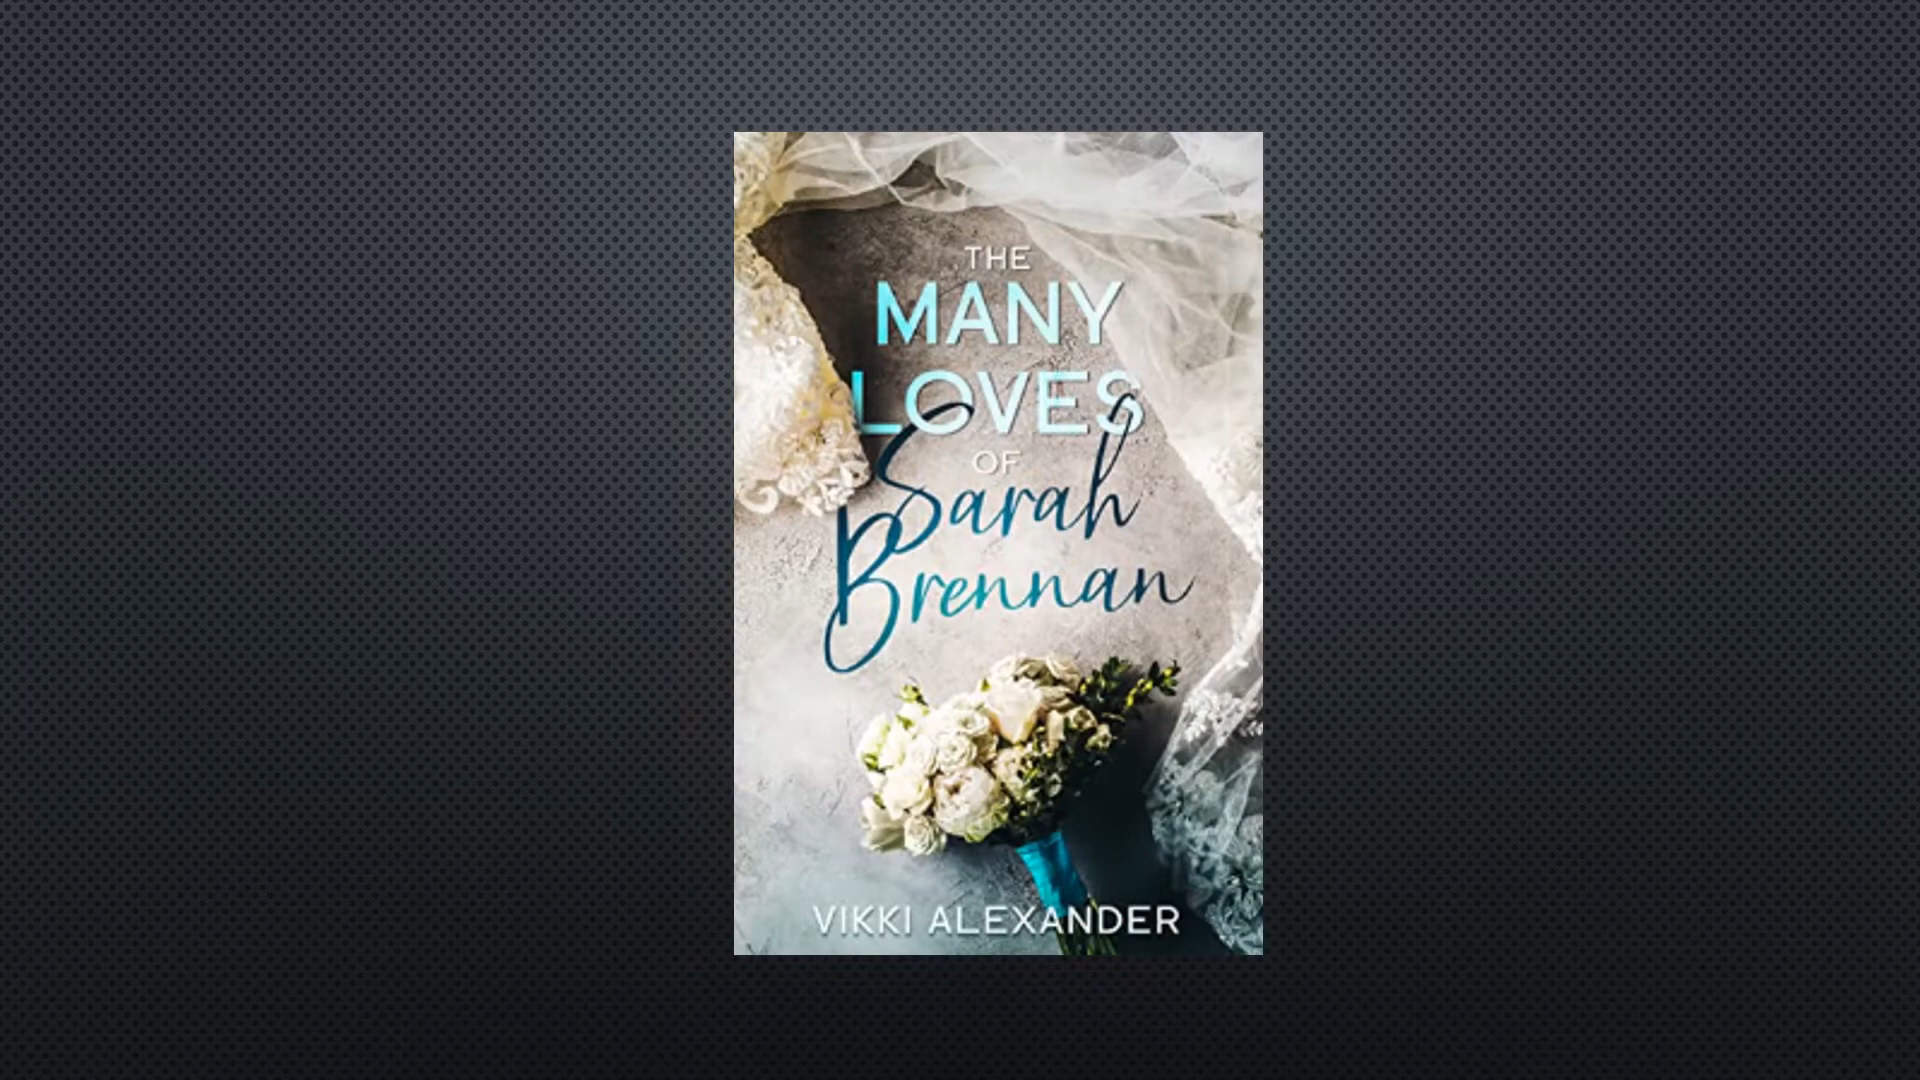 THE
MANY
LOVES
OF
Sarah
Brennan
VIKKI ALEXANDER